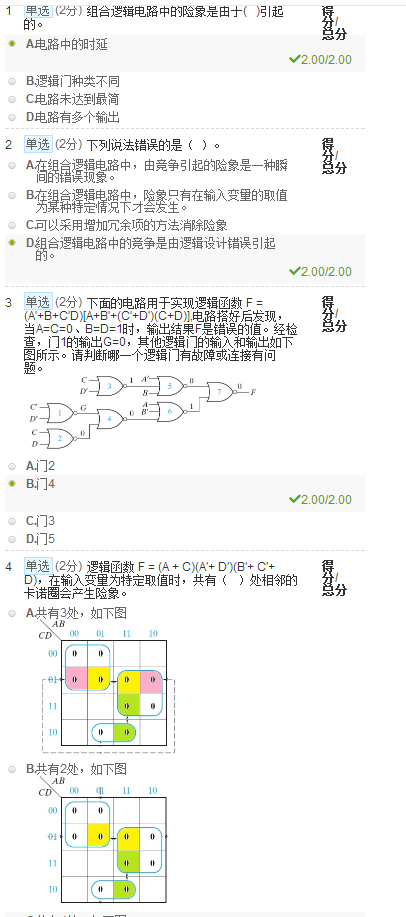 1 单选 (2分) 组合逻辑电路中的险象是由于( )引起的。
得分/总分
A.电路中的时延
2.00/2.00
B.逻辑门种类不同
C.电路未达到最简
D.电路有多个输出
2 单选 (2分) 下列说法错误的是（ ）。
得分/总分
A.在组合逻辑电路中，由竞争引起的险象是一种瞬
间的错误现象。
B.在组合逻辑电路中，险象只有在输入变量的取值
为某种特定情况下才会发生。
C.可以采用增加冗余项的方法消除险象
D.组合逻辑电路中的竞争是由逻辑设计错误引起
的。
2.00/2.00
3 单选 (2分) 下面的电路用于实现逻辑函数 F =
(A′+B+C′D)[A+B′+(C′+D′)(C+D)].电路搭好后发现，
当A=C=0、B=D=1时，输出结果F是错误的值。经检
查，门1的输出G=0，其他逻辑门的输入和输出如下
图所示。请判断哪一个逻辑门有故障或连接有问
题。
得分/总分
C D′ 3 1 A′ B 5 0 7 0 F
C′ D′ 1 G 4 0 A B′ 6 1
C D 2 0
A.门2
B.门4
2.00/2.00
C.门3
D.门5
4 单选 (2分) 逻辑函数 F = (A + C)(A′+ D′)(B′+ C′+
D)，在输入变量为特定取值时，共有（ ）处相邻的
卡诺圈会产生险象。
得分/总分
A.共有3处，如下图
AB
CD 00 01 11 10
00 0 0
01 0 0 0 0
11 0 0
10 0 0
B.共有2处，如下图
AB
CD 00 01 11 10
00 0 0
01 0 0 0 0
11 0 0
10 0 0